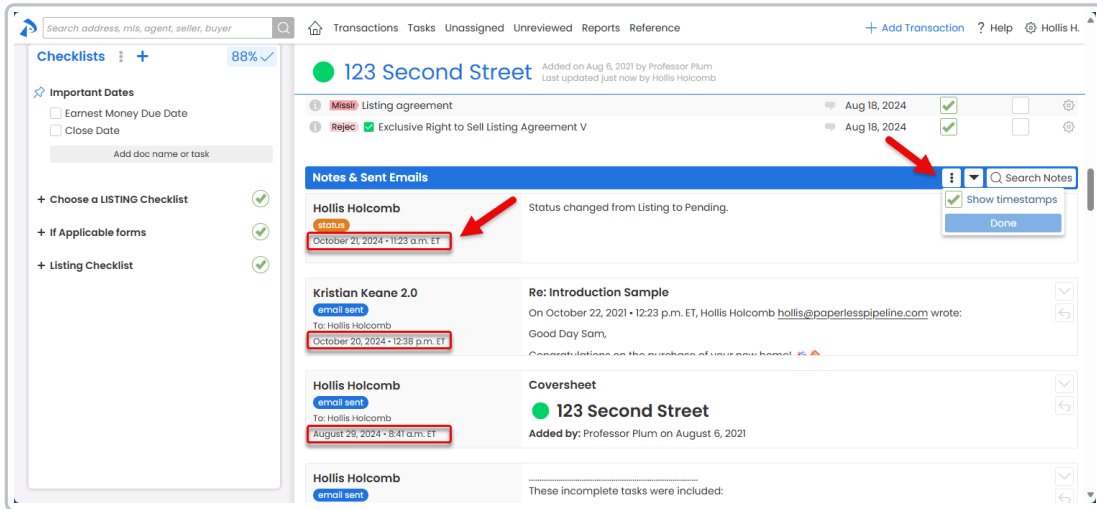 Search address, mls, agent, seller, buyer
Transactions Tasks Unassigned Unreviewed Reports Reference
+ Add Transaction ? Help Hollis H.
Checklists + 88%
Important Dates
Earnest Money Due Date
Close Date
Add doc name or task
+ Choose a LISTING Checklist
+ If Applicable forms
+ Listing Checklist
123 Second Street
Added on Aug 6, 2021 by Professor Plum
Last updated just now by Hollis Holcomb
Missin Listing agreement Aug 18, 2024
Rejec Exclusive Right to Sell Listing Agreement V Aug 18, 2024
Notes & Sent Emails
Search Notes
Show timestamps
Done
Hollis Holcomb
status
October 21, 2024 • 11:23 a.m. ET
Status changed from Listing to Pending.
Kristian Keane 2.0
email sent
To: Hollis Holcomb
October 20, 2024 • 12:38 p.m. ET
Re: Introduction Sample
On October 22, 2021 • 12:23 p.m. ET, Hollis Holcomb hollis@paperlesspipeline.com wrote:
Good Day Sam,
Congratulations on the purchase of your new home!
Hollis Holcomb
email sent
To: Hollis Holcomb
August 29, 2024 • 8:41 a.m. ET
Coversheet
123 Second Street
Added by: Professor Plum on August 6, 2021
Hollis Holcomb
email sent
These incomplete tasks were included: